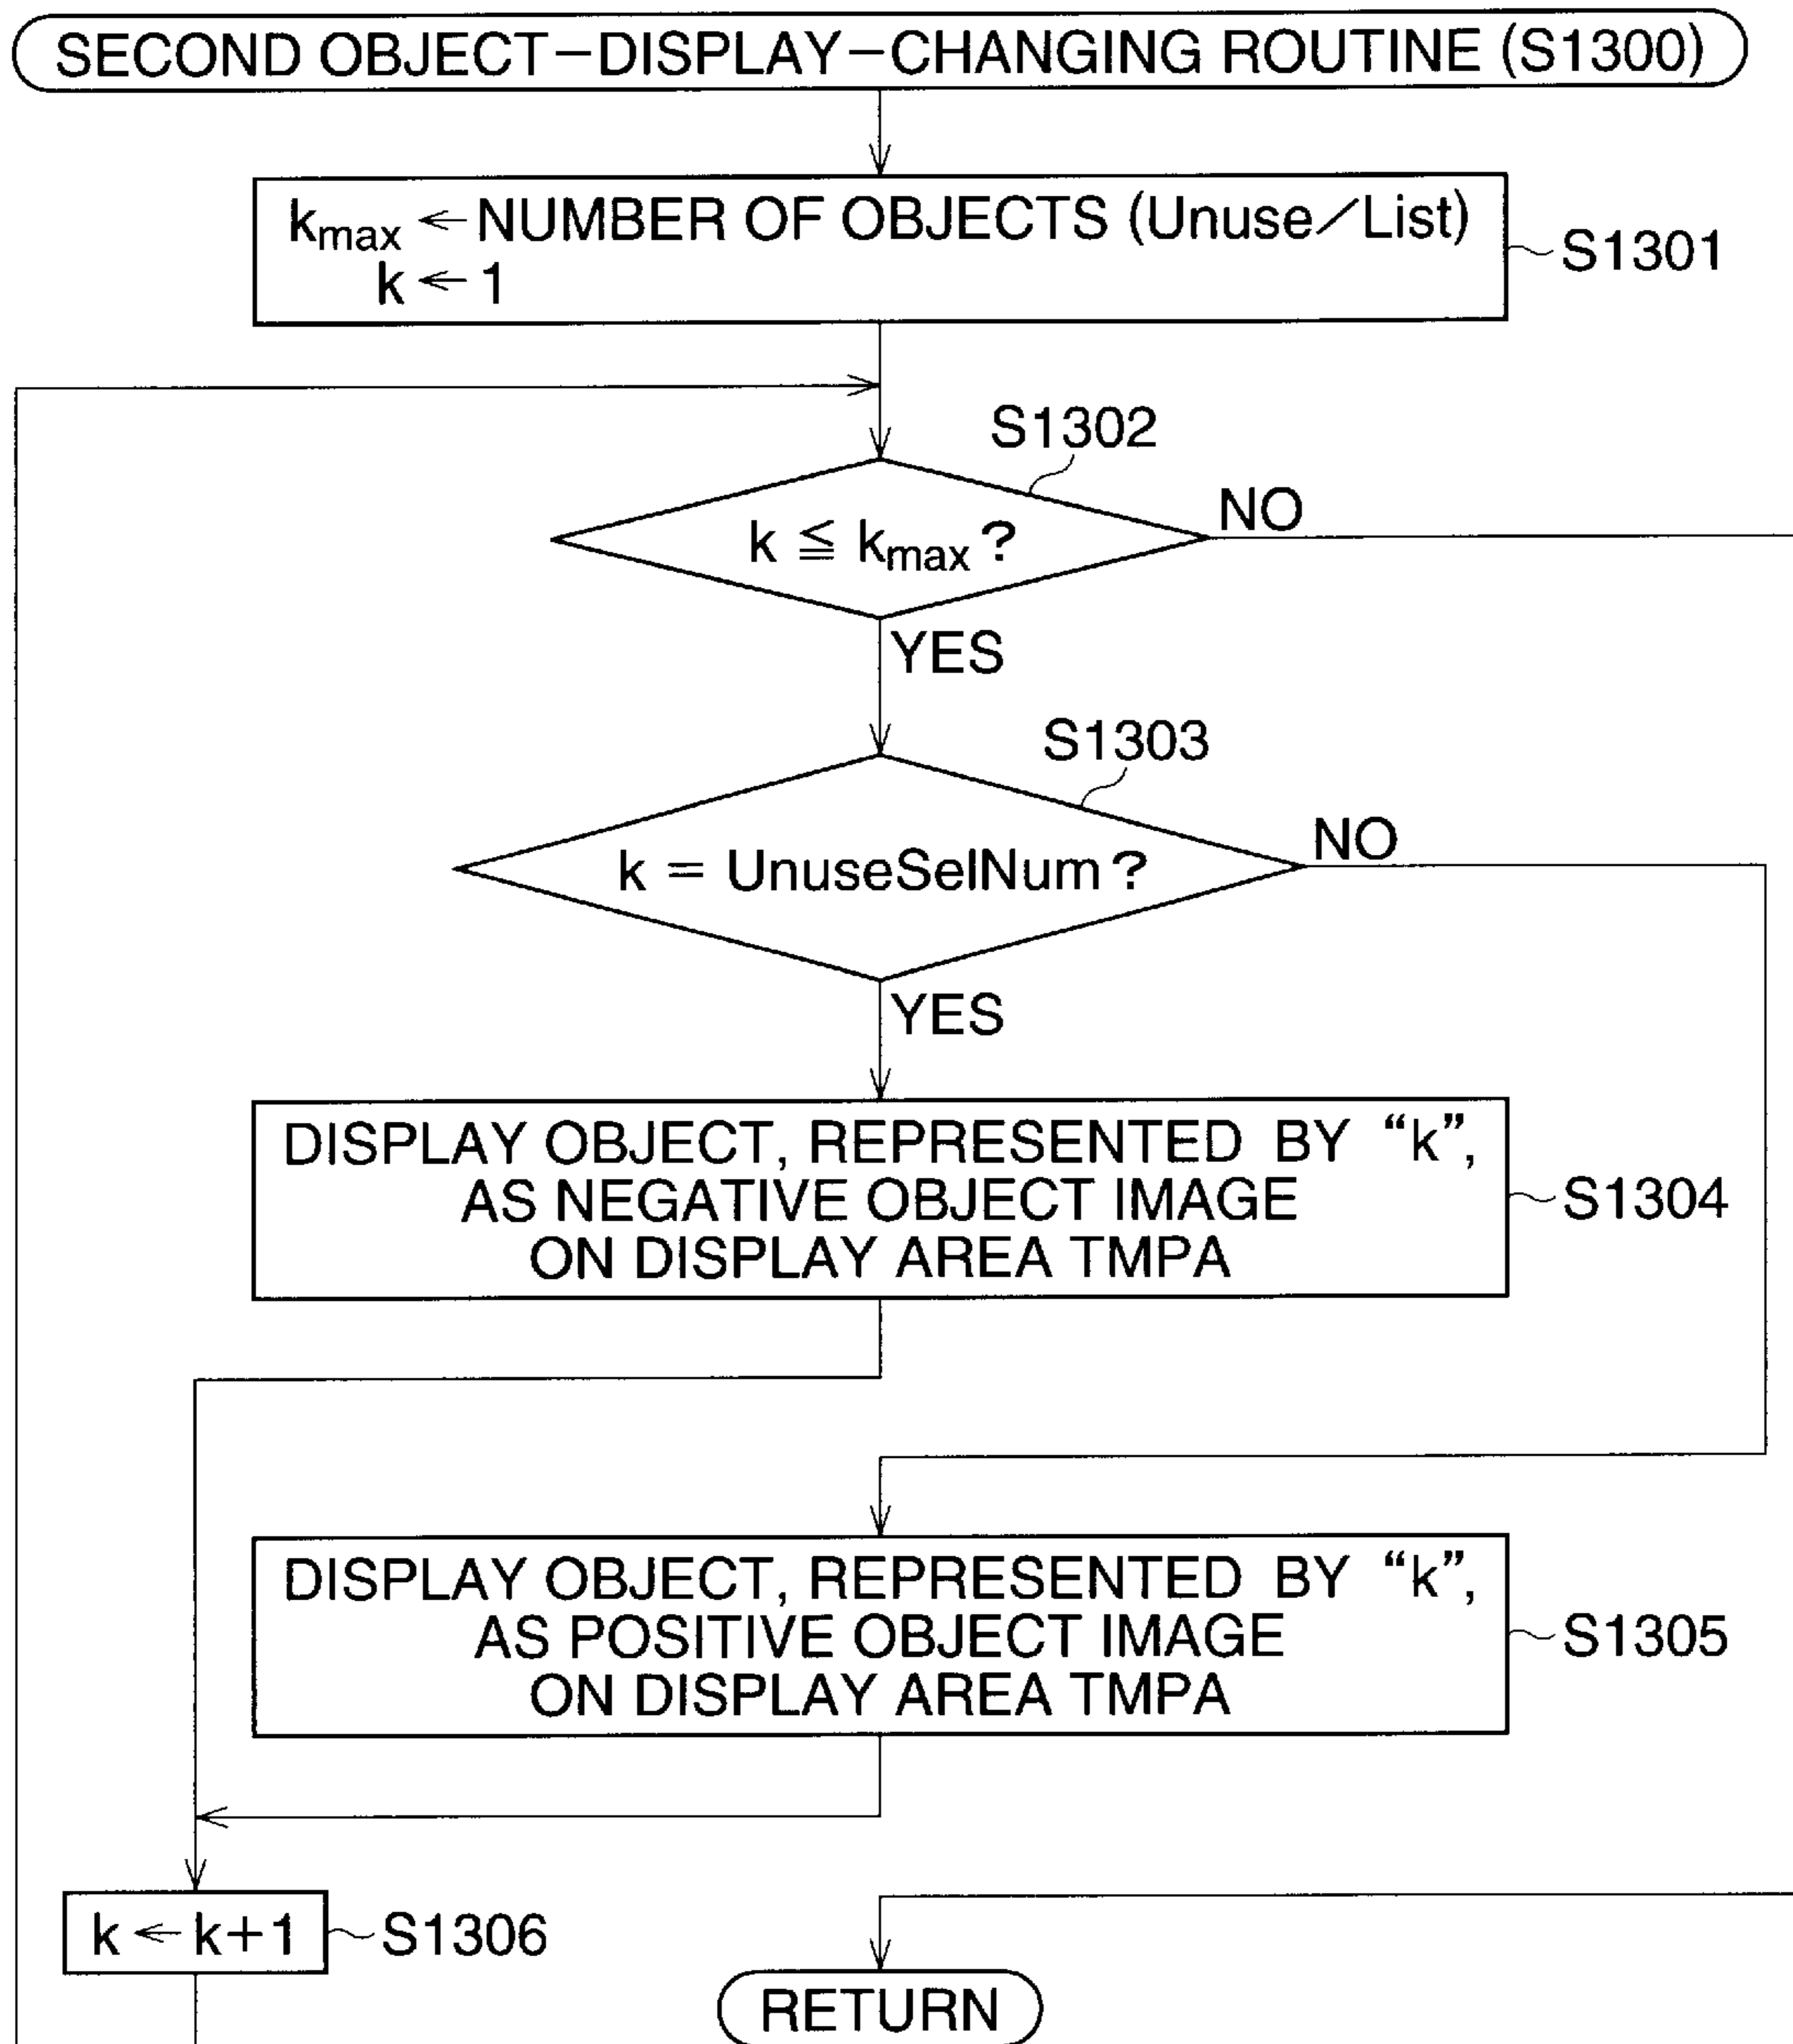 SECOND OBJECT-DISPLAY-CHANGING ROUTINE (S1300)
kmax ← NUMBER OF OBJECTS (Unuse/List)
k ← 1
S1301
S1302
k ≦ kmax ?
NO
YES
S1303
k = UnuseSelNum ?
NO
YES
DISPLAY OBJECT, REPRESENTED BY “k”,
AS NEGATIVE OBJECT IMAGE
ON DISPLAY AREA TMPA
S1304
DISPLAY OBJECT, REPRESENTED BY “k”,
AS POSITIVE OBJECT IMAGE
ON DISPLAY AREA TMPA
S1305
k ← k+1
S1306
RETURN